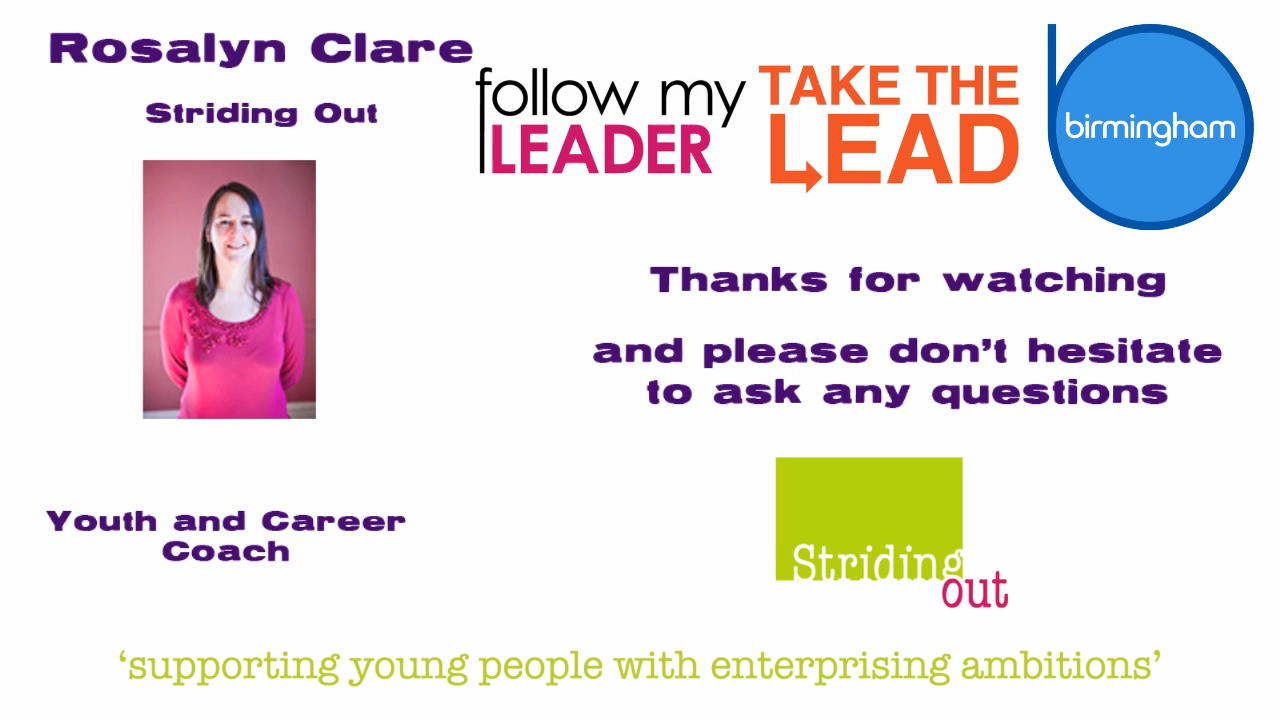 Rosalyn Clare
Striding Out
follow my
LEADER
TAKE THE
LEAD
birmingham
Thanks for watching
and please don't hesitate
to ask any questions
Youth and Career
Coach
Striding
out
‘supporting young people with enterprising ambitions’